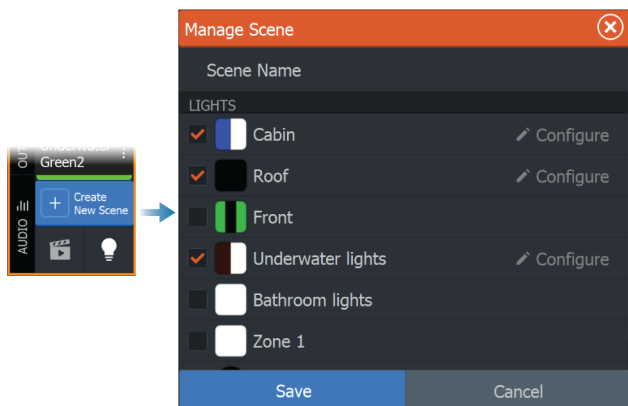 OUT
Underwater
Green2
Create
New Scene
AUDIO
Manage Scene
Scene Name
LIGHTS
Cabin
Configure
Roof
Configure
Front
Underwater lights
Configure
Bathroom lights
Zone 1
Save
Cancel